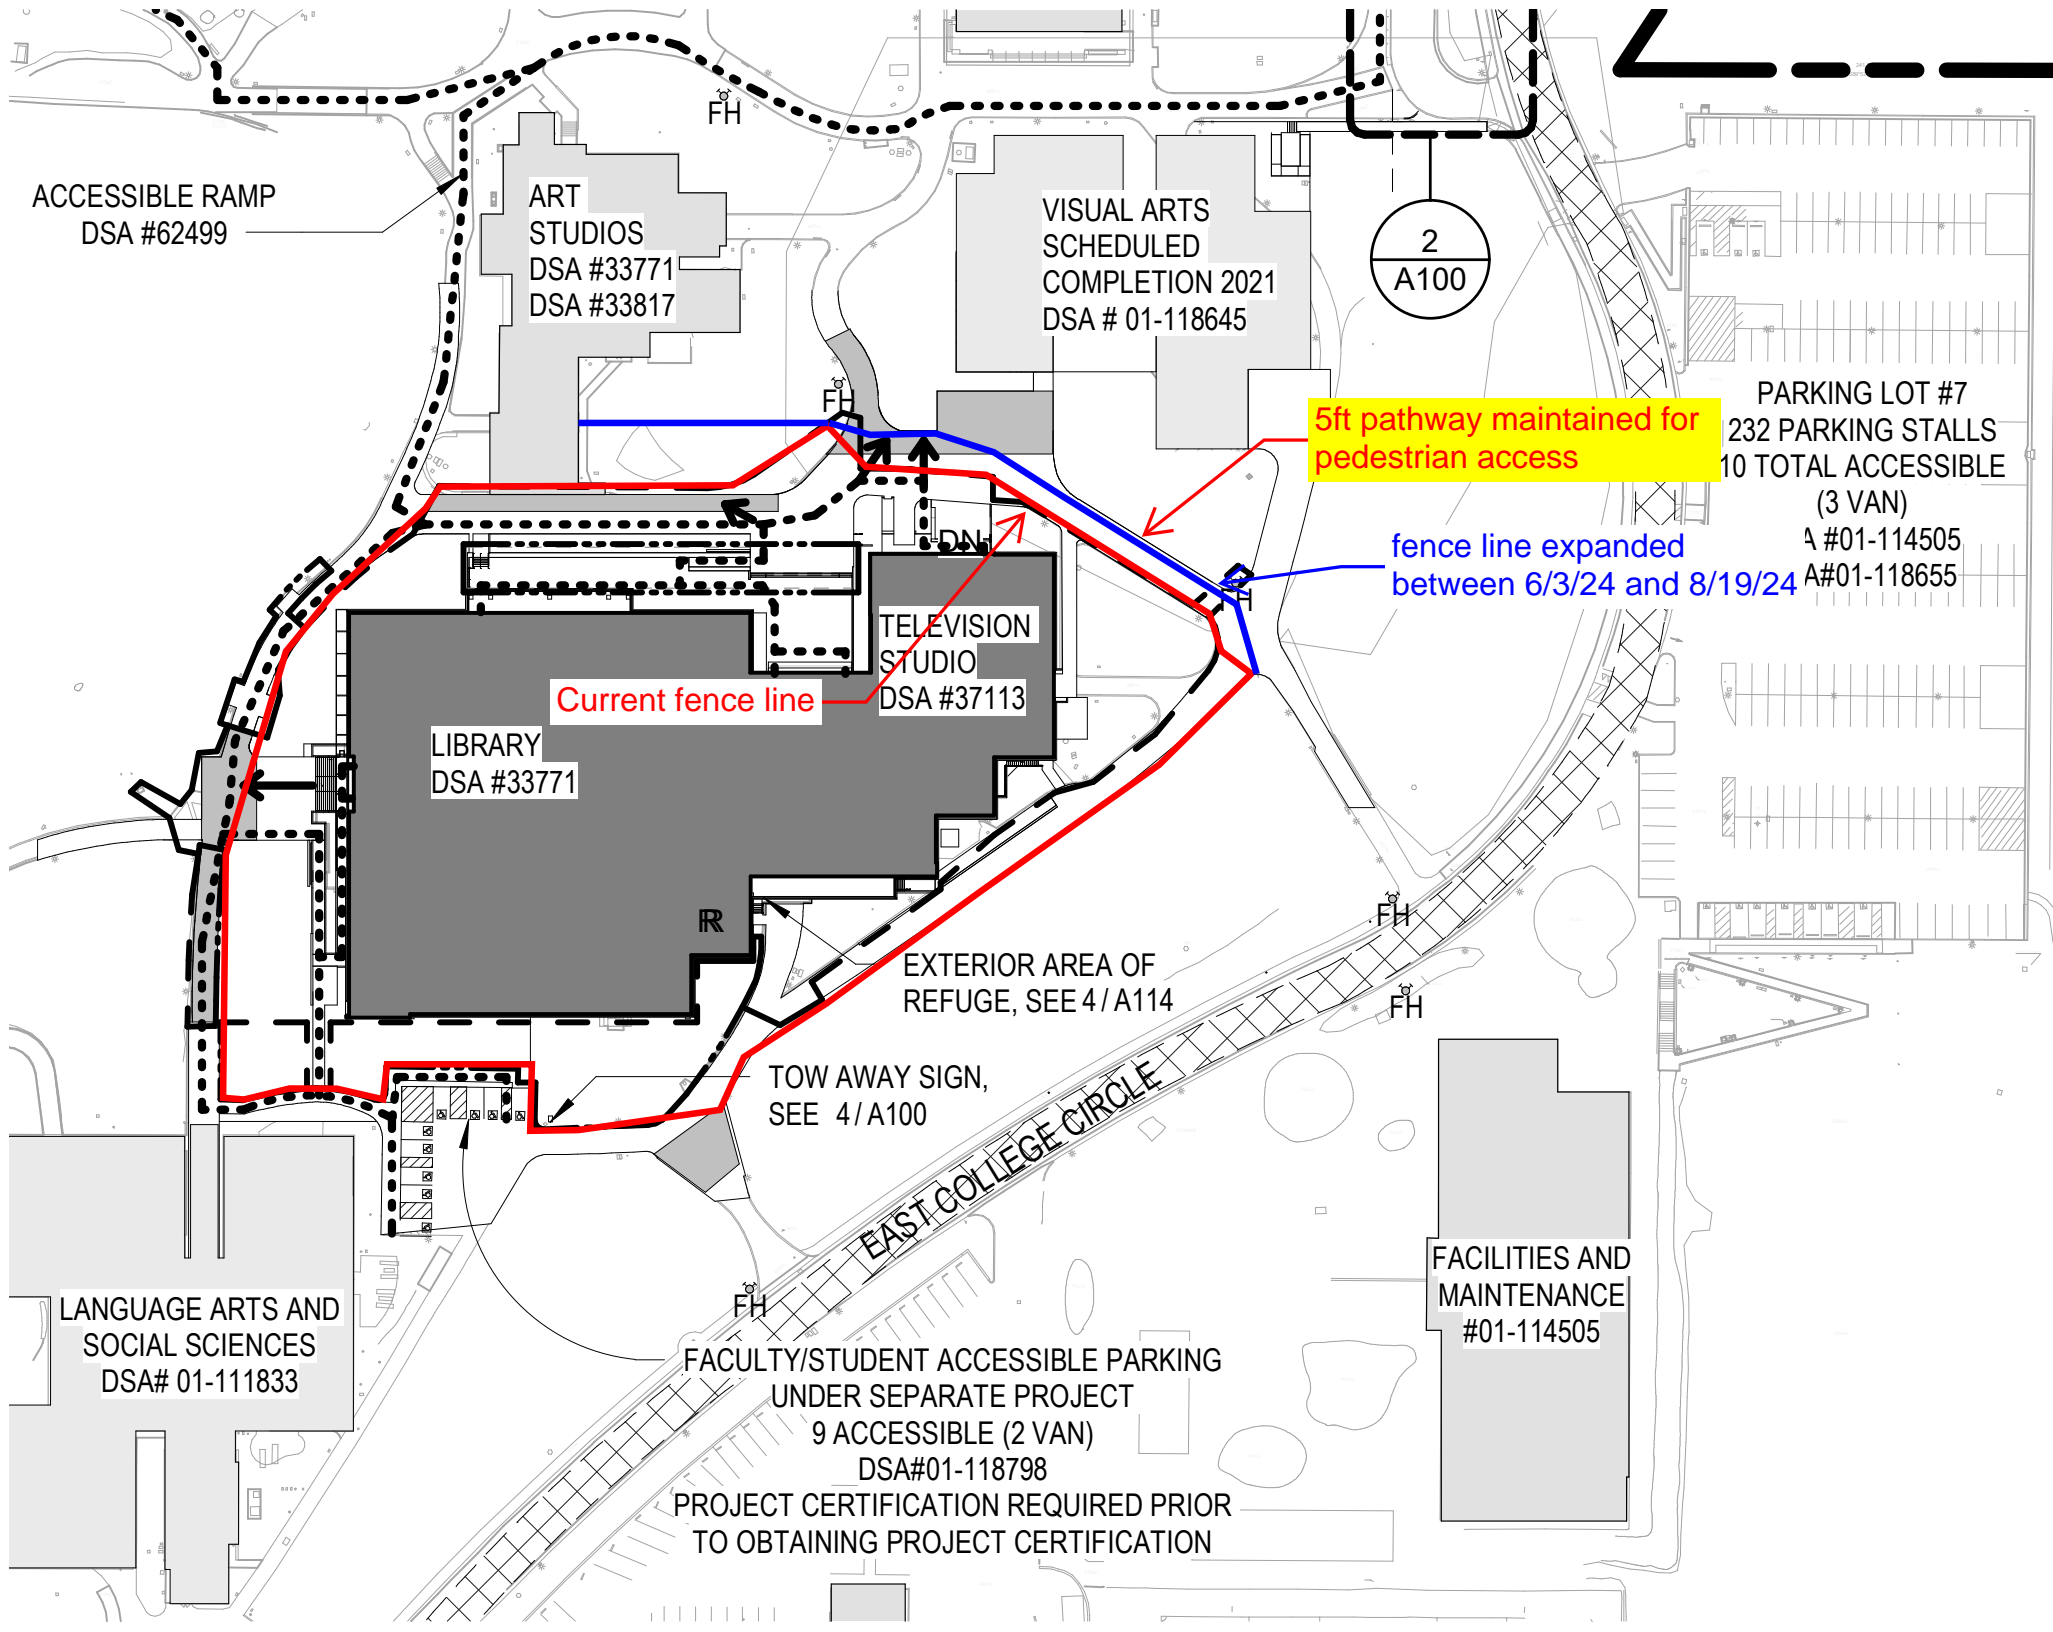 FH
ACCESSIBLE RAMP
DSA #62499
ART
STUDIOS
DSA #33771
DSA #33817
VISUAL ARTS
SCHEDULED
COMPLETION 2021
DSA # 01-118645
2
A100
FH
5ft pathway maintained for
pedestrian access
PARKING LOT #7
232 PARKING STALLS
10 TOTAL ACCESSIBLE
(3 VAN)
A #01-114505
A#01-118655
fence line expanded
between 6/3/24 and 8/19/24
DN
FH
TELEVISION
STUDIO
DSA #37113
Current fence line
LIBRARY
DSA #33771
EXTERIOR AREA OF
REFUGE, SEE 4 / A114
FH
FH
TOW AWAY SIGN,
SEE 4 / A100
EAST COLLEGE CIRCLE
FH
LANGUAGE ARTS AND
SOCIAL SCIENCES
DSA# 01-111833
FACILITIES AND
MAINTENANCE
#01-114505
FACULTY/STUDENT ACCESSIBLE PARKING
UNDER SEPARATE PROJECT
9 ACCESSIBLE (2 VAN)
DSA#01-118798
PROJECT CERTIFICATION REQUIRED PRIOR
TO OBTAINING PROJECT CERTIFICATION